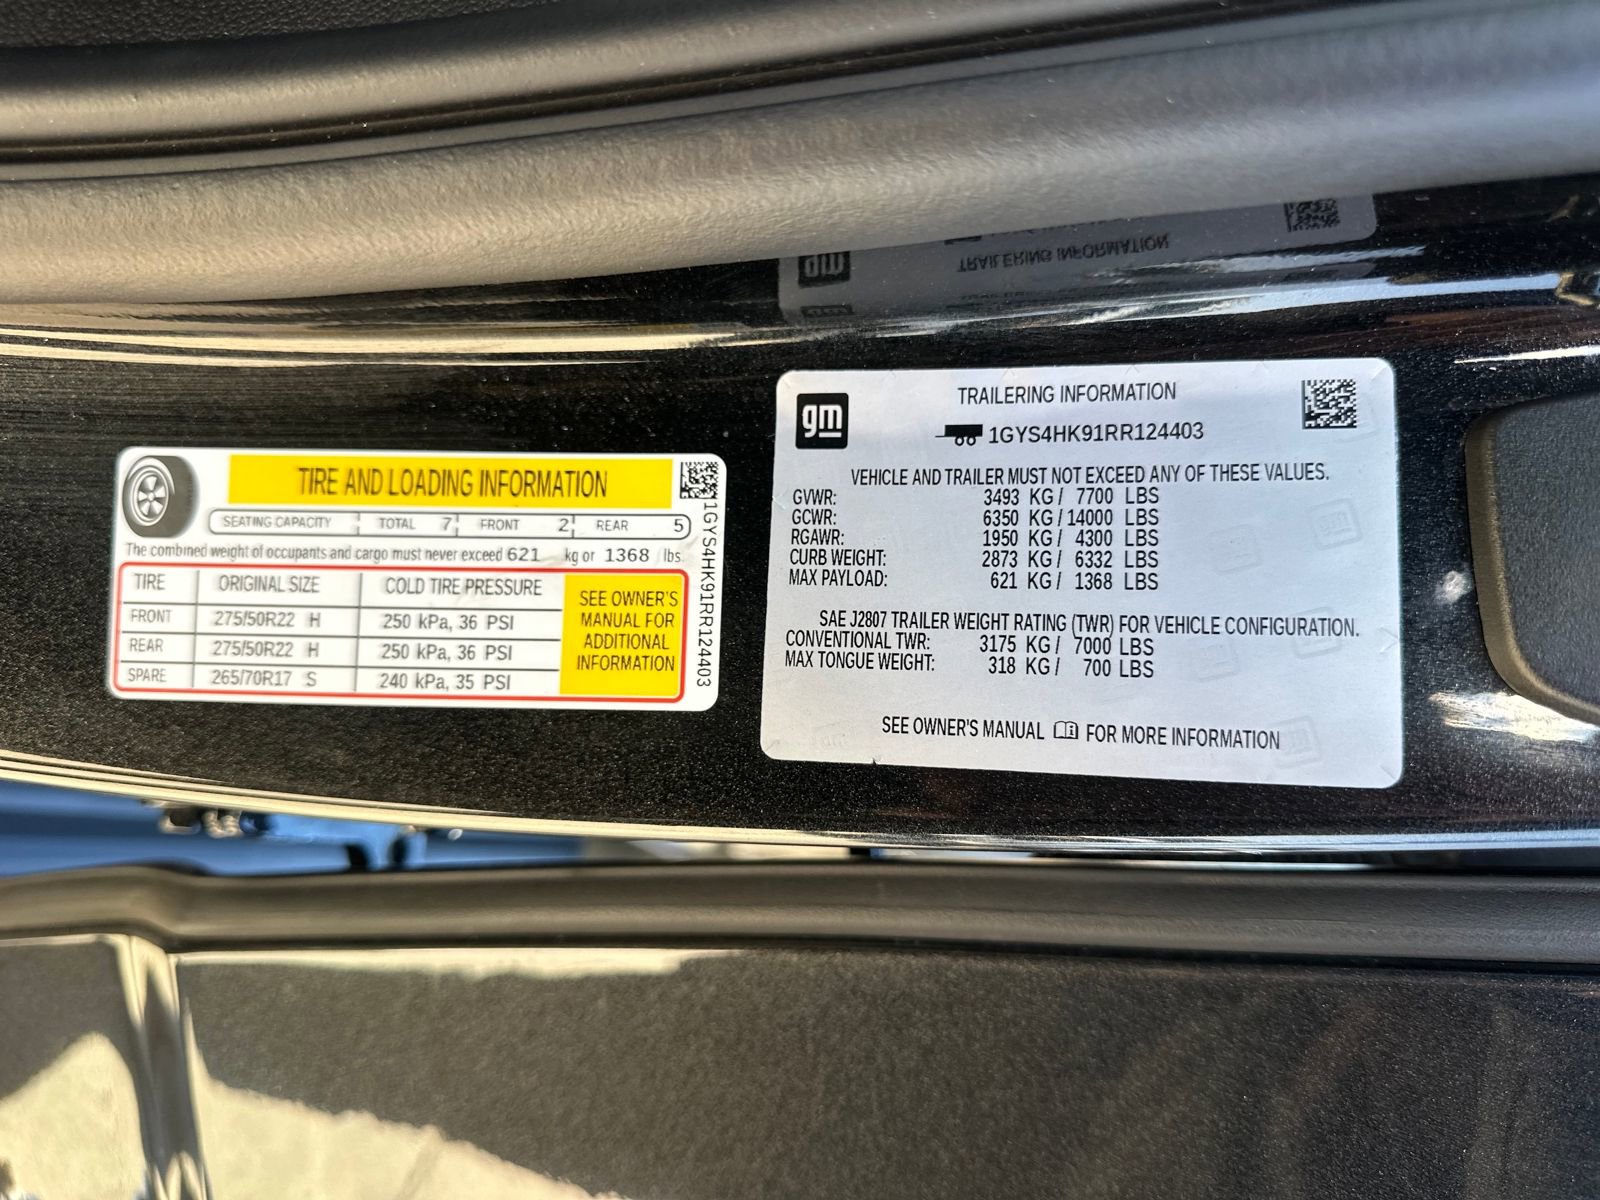 TIRE AND LOADING INFORMATION
SEATING CAPACITY TOTAL 7 FRONT 2 REAR 5
The combined weight of occupants and cargo must never exceed 621 kg or 1368 lbs.
TIRE ORIGINAL SIZE COLD TIRE PRESSURE
FRONT 275/50R22 H 250 kPa, 36 PSI
REAR 275/50R22 H 250 kPa, 36 PSI
SPARE 265/70R17 S 240 kPa, 35 PSI
SEE OWNER'S
MANUAL FOR
ADDITIONAL
INFORMATION
1GYS4HK91RR124403
gm
TRAILERING INFORMATION
1GYS4HK91RR124403
VEHICLE AND TRAILER MUST NOT EXCEED ANY OF THESE VALUES.
GVWR: 3493 KG / 7700 LBS
GCWR: 6350 KG / 14000 LBS
RGAWR: 1950 KG / 4300 LBS
CURB WEIGHT: 2873 KG / 6332 LBS
MAX PAYLOAD: 621 KG / 1368 LBS
SAE J2807 TRAILER WEIGHT RATING (TWR) FOR VEHICLE CONFIGURATION.
CONVENTIONAL TWR: 3175 KG / 7000 LBS
MAX TONGUE WEIGHT: 318 KG / 700 LBS
SEE OWNER'S MANUAL FOR MORE INFORMATION